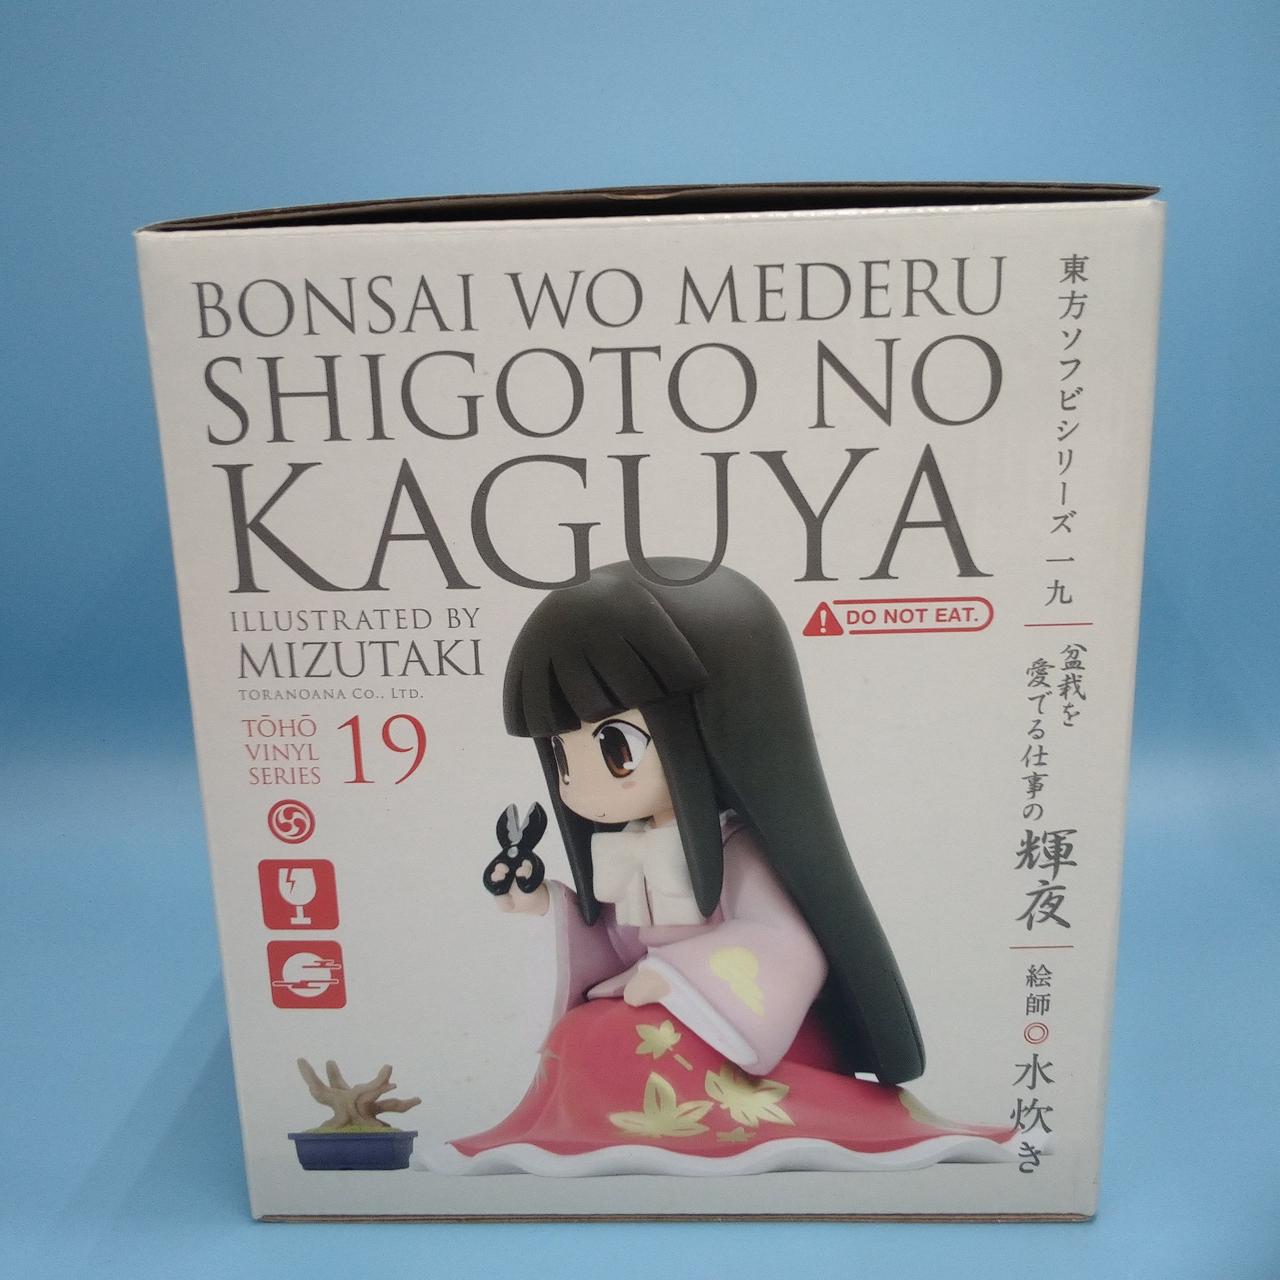 BONSAI WO MEDERU
SHIGOTO NO
KAGUYA
ILLUSTRATED BY
MIZUTAKI
TORANOANA CO., LTD.
TŌHŌ
VINYL
SERIES
19
DO NOT EAT.
東方ソフビシリーズ 一九
盆栽を
愛でる仕事の
輝夜
絵師◎水炊き